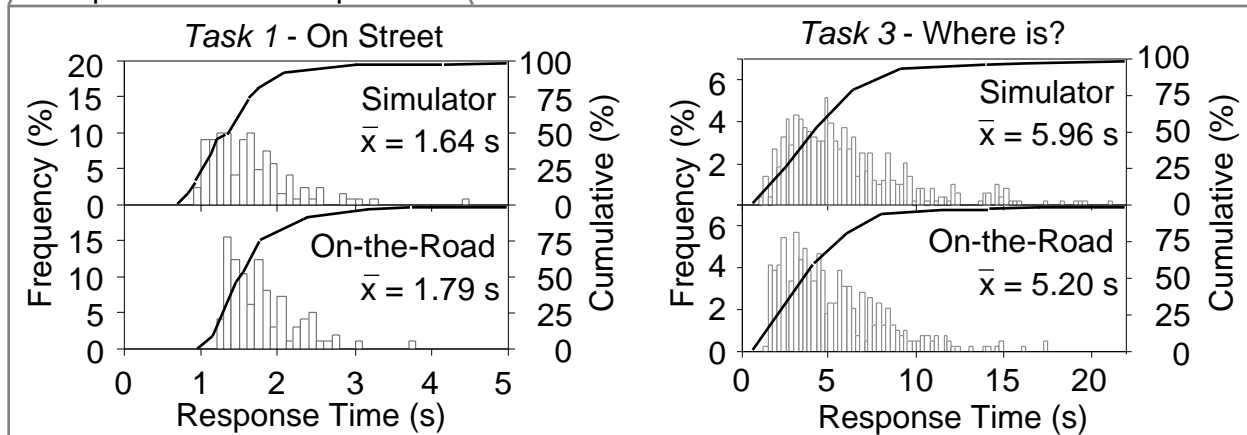 Task 1 - On Street
Frequency (%)
20
15
10
5
0
15
10
5
0
Simulator
x̄ = 1.64 s
On-the-Road
x̄ = 1.79 s
100
75
50
25
0
75
50
25
0
Cumulative (%)
0 1 2 3 4 5
Response Time (s)
Task 3 - Where is?
Frequency (%)
6
4
2
6
4
2
0
Simulator
x̄ = 5.96 s
On-the-Road
x̄ = 5.20 s
100
75
50
25
0
75
50
25
0
Cumulative (%)
0 5 10 15 20
Response Time (s)